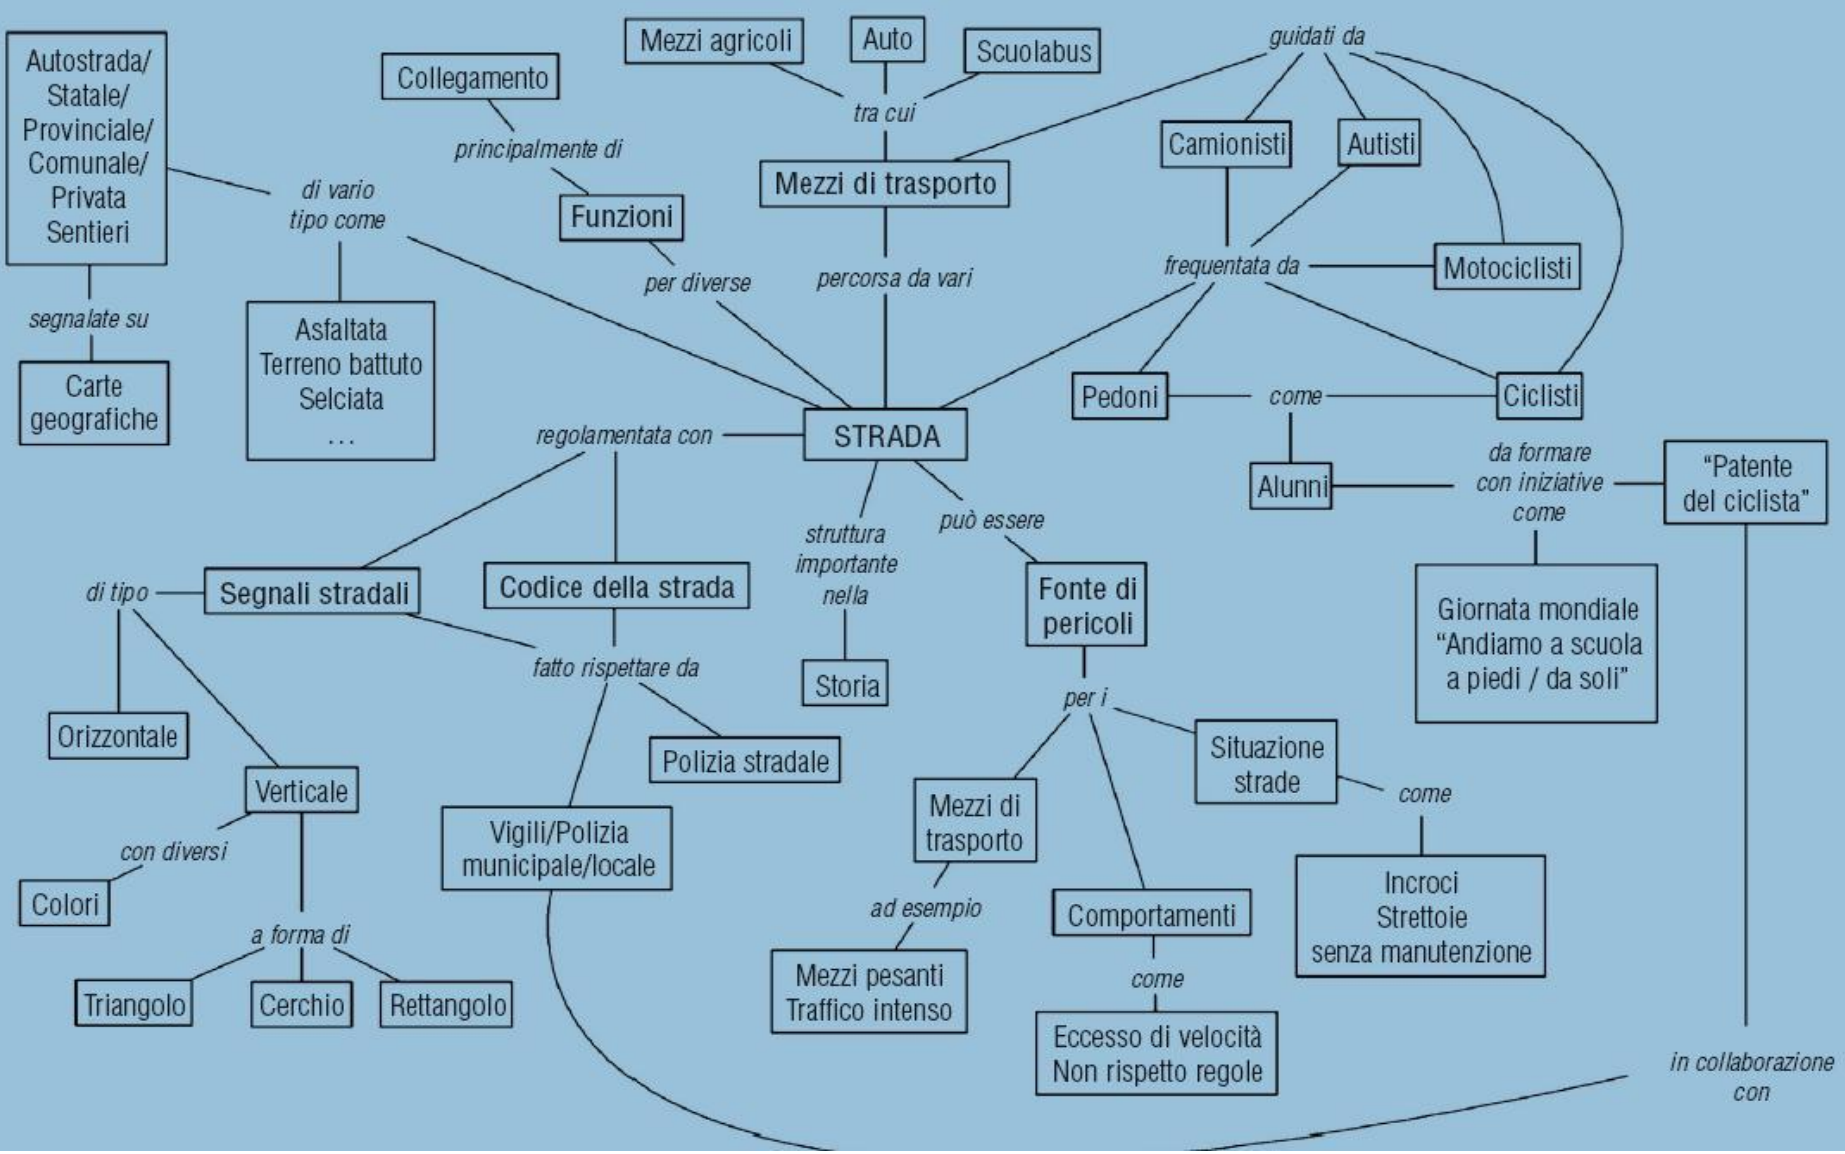 Autostrada/
Statale/
Provinciale/
Comunale/
Privata
Sentieri
segnalate su
Carte
geografiche
di vario
tipo come
Asfaltata
Terreno battuto
Selciata
...
Collegamento
principalmente di
Funzioni
per diverse
Mezzi agricoli
Auto
Scuolabus
tra cui
Mezzi di trasporto
percorsa da vari
guidati da
Camionisti
Autisti
frequentata da
Motociclisti
Pedoni
come
Ciclisti
Alunni
da formare
con iniziative
come
"Patente
del ciclista"
Giornata mondiale
"Andiamo a scuola
a piedi / da soli"
in collaborazione
con
STRADA
regolamentata con
Segnali stradali
Codice della strada
di tipo
Orizzontale
Verticale
con diversi
Colori
a forma di
Triangolo
Cerchio
Rettangolo
fatto rispettare da
Polizia stradale
Vigili/Polizia
municipale/locale
struttura
importante
nella
Storia
può essere
Fonte di
pericoli
per i
Mezzi di
trasporto
ad esempio
Mezzi pesanti
Traffico intenso
Comportamenti
come
Eccesso di velocità
Non rispetto regole
Situazione
strade
come
Incroci
Strettoie
senza manutenzione